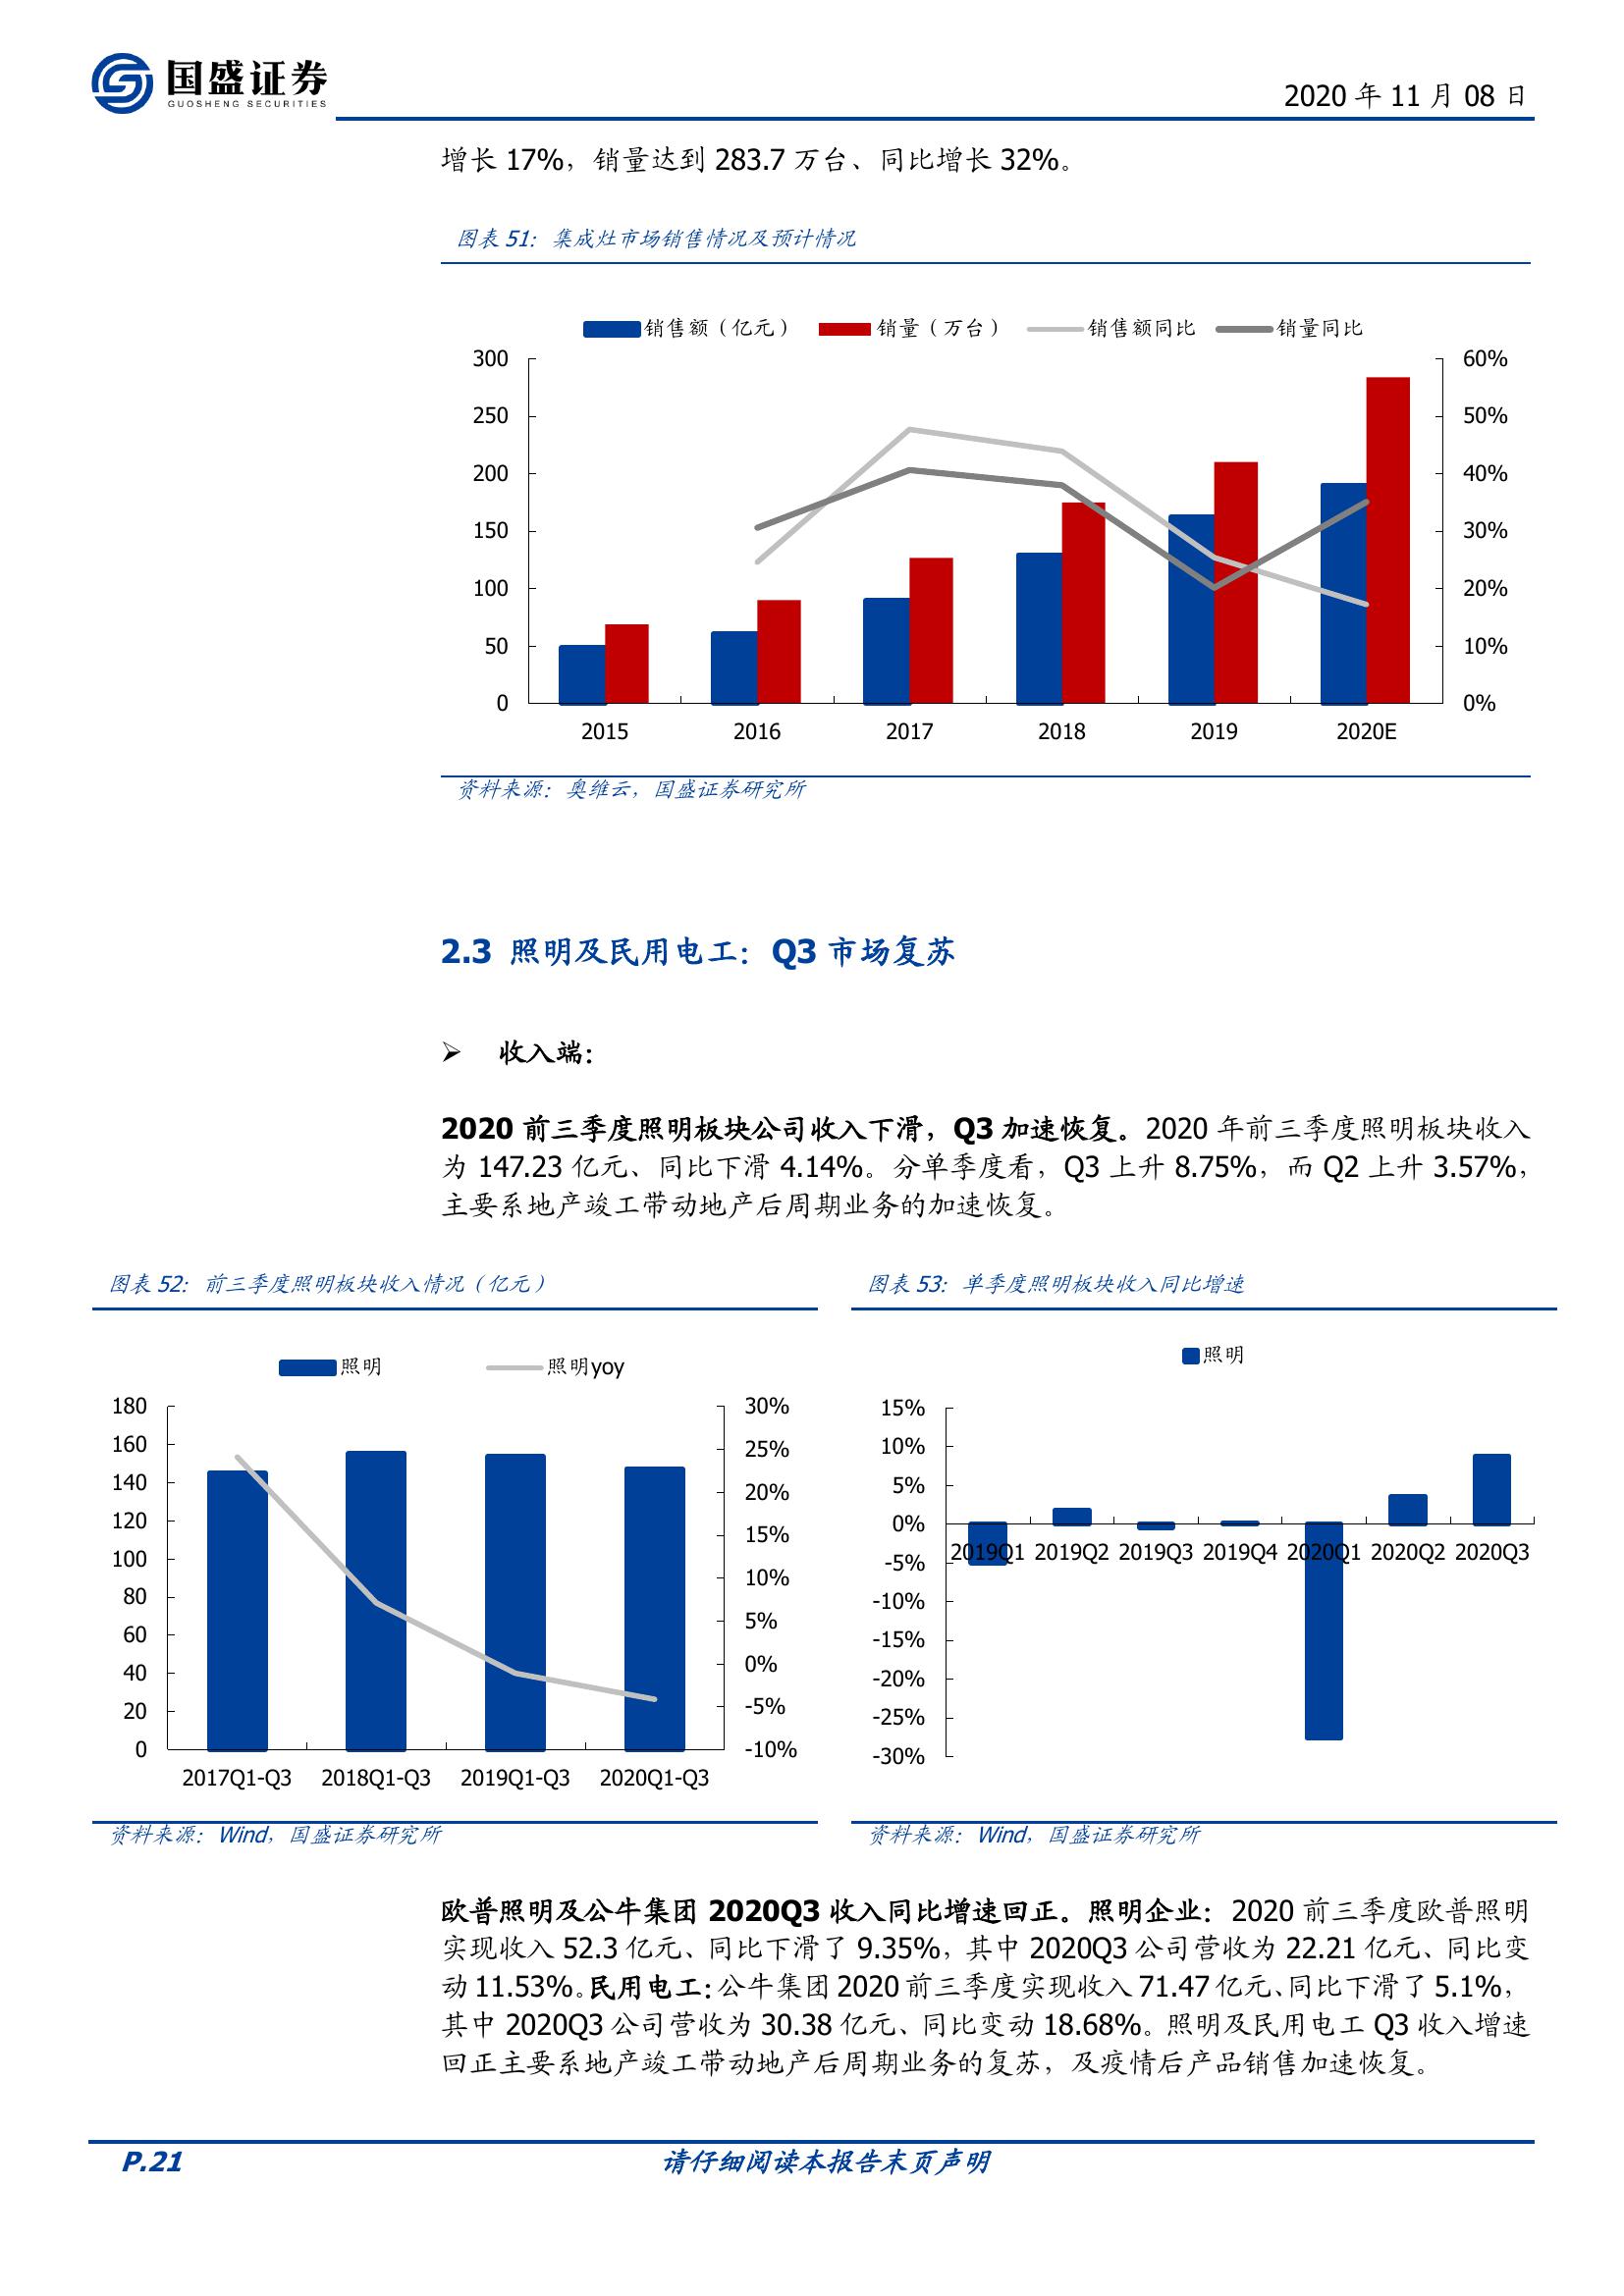 国盛证券
GUOSHENG SECURITIES
2020 年 11 月 08 日
增长 17%，销量达到 283.7 万台、同比增长 32%。
图表 51：集成灶市场销售情况及预计情况
销售额（亿元） 销量（万台） 销售额同比 销量同比
300 60%
250 50%
200 40%
150 30%
100 20%
50 10%
0 0%
2015 2016 2017 2018 2019 2020E
资料来源：奥维云，国盛证券研究所
2.3 照明及民用电工：Q3 市场复苏
➢ 收入端：
2020 前三季度照明板块公司收入下滑，Q3 加速恢复。2020 年前三季度照明板块收入
为 147.23 亿元、同比下滑 4.14%。分单季度看，Q3 上升 8.75%，而 Q2 上升 3.57%，
主要系地产竣工带动地产后周期业务的加速恢复。
图表 52：前三季度照明板块收入情况（亿元）
照明 照明yoy
180 30%
160 25%
140 20%
120 15%
100 10%
80 5%
60 0%
40 -5%
20 -10%
0
2017Q1-Q3 2018Q1-Q3 2019Q1-Q3 2020Q1-Q3
资料来源：Wind，国盛证券研究所
图表 53：单季度照明板块收入同比增速
照明
15%
10%
5%
0%
-5%
-10%
-15%
-20%
-25%
-30%
2019Q1 2019Q2 2019Q3 2019Q4 2020Q1 2020Q2 2020Q3
资料来源：Wind，国盛证券研究所
欧普照明及公牛集团 2020Q3 收入同比增速回正。照明企业：2020 前三季度欧普照明
实现收入 52.3 亿元、同比下滑了 9.35%，其中 2020Q3 公司营收为 22.21 亿元、同比变
动 11.53%。民用电工：公牛集团 2020 前三季度实现收入 71.47 亿元、同比下滑了 5.1%，
其中 2020Q3 公司营收为 30.38 亿元、同比变动 18.68%。照明及民用电工 Q3 收入增速
回正主要系地产竣工带动地产后周期业务的复苏，及疫情后产品销售加速恢复。
P.21 请仔细阅读本报告末页声明